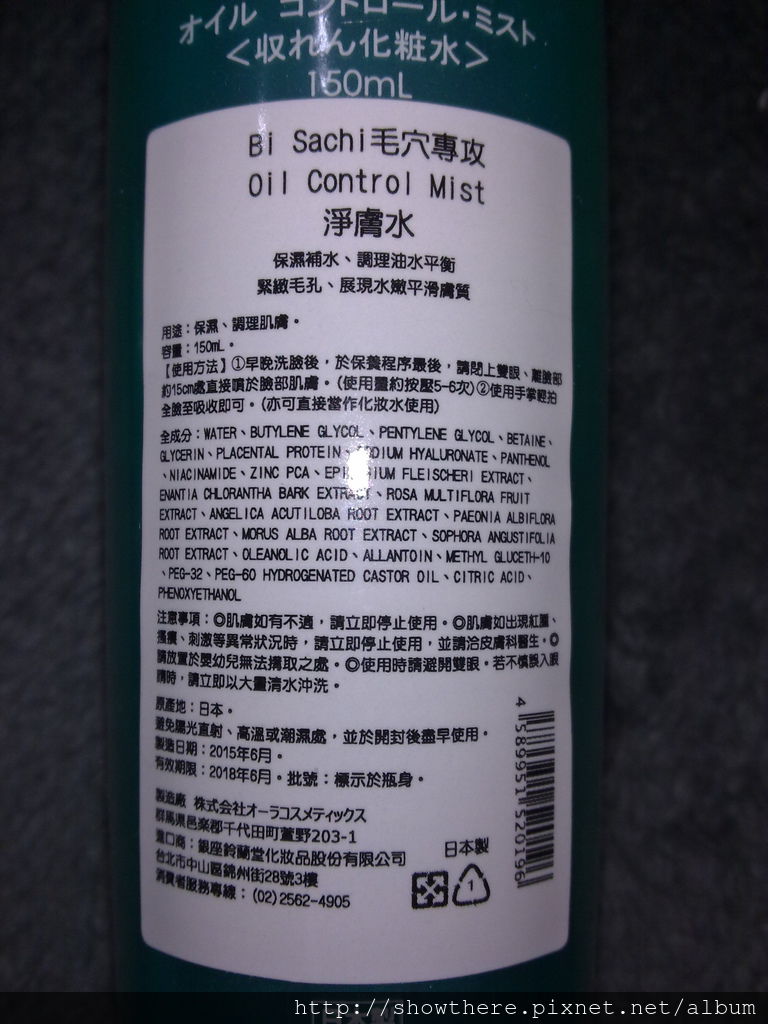 オイル コントロール・ミスト
<収れん化粧水>
150mL
Bi Sachi毛穴專攻
Oil Control Mist
淨膚水
保濕補水、調理油水平衡
緊緻毛孔、展現水嫩平滑膚質
用途：保濕、調理肌膚。
容量：150mL。
【使用方法】①早晚洗臉後，於保養程序最後，請閉上雙眼、離臉部
約15cm處直接噴於臉部肌膚。(使用量約按壓5-6次)②使用手掌輕拍
全臉至吸收即可。(亦可直接當作化妝水使用)
全成分：WATER、BUTYLENE GLYCOL、PENTYLENE GLYCOL、BETAINE、
GLYCERIN、PLACENTAL PROTEIN、SODIUM HYALURONATE、PANTHENOL
、NIACINAMIDE、ZINC PCA、EPILOBIUM FLEISCHERI EXTRACT、
ENANTIA CHLORANTHA BARK EXTRACT、ROSA MULTIFLORA FRUIT
EXTRACT、ANGELICA ACUTILOBA ROOT EXTRACT、PAEONIA ALBIFLORA
ROOT EXTRACT、MORUS ALBA ROOT EXTRACT、SOPHORA ANGUSTIFOLIA
ROOT EXTRACT、OLEANOLIC ACID、ALLANTOIN、METHYL GLUCETH-10
、PEG-32、PEG-60 HYDROGENATED CASTOR OIL、CITRIC ACID、
PHENOXYETHANOL
注意事項：◎肌膚如有不適，請立即停止使用。◎肌膚如出現紅腫、
搔癢、刺激等異常狀況時，請立即停止使用，並請洽皮膚科醫生。◎
請放置於嬰幼兒無法搆取之處。◎使用時請避開雙眼。若不慎誤入眼
睛時，請立即以大量清水沖洗。
原產地：日本。
避免陽光直射、高溫或潮濕處，並於開封後盡早使用。
製造日期：2015年6月。
有效期限：2018年6月。批號：標示於瓶身。
製造廠 株式会社オーラコスメティックス
群馬県邑楽郡千代田町萱野203-1
進口商：銀座鈴蘭堂化妝品股份有限公司
台北市中山區錦州街28號3樓
消費者服務專線：(02)2562-4905
日本製
1
4 589951 520196
http://showthere.pixnet.net/album